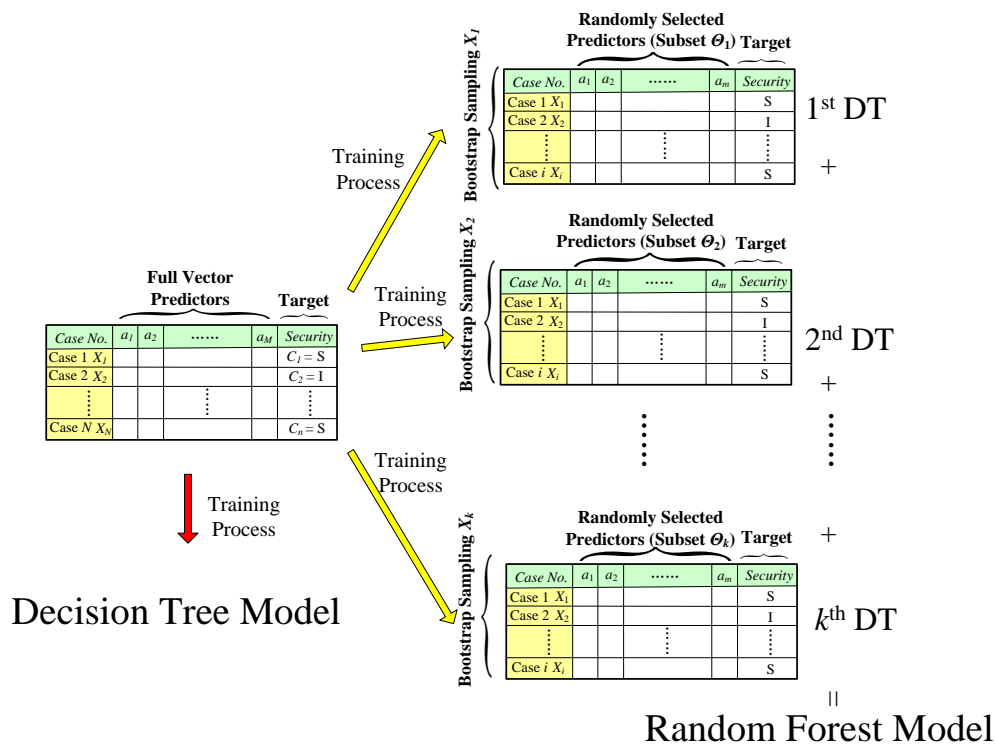 Randomly Selected
Predictors (Subset Θ1)
Target
Bootstrap Sampling X1
Case No. a1 a2 ...... am Security
Case 1 X1 S
Case 2 X2 I
Case i Xi S
1st DT
+
Training
Process
Randomly Selected
Predictors (Subset Θ2)
Target
Bootstrap Sampling X2
Case No. a1 a2 ...... am Security
Case 1 X1 S
Case 2 X2 I
Case i Xi S
2nd DT
+
Training
Process
Full Vector
Predictors
Target
Case No. a1 a2 ...... aM Security
Case 1 X1 C1 = S
Case 2 X2 C2 = I
Case N XN Cn = S
Training
Process
Training
Process
Decision Tree Model
+
Randomly Selected
Predictors (Subset Θk)
Target
Bootstrap Sampling Xk
Case No. a1 a2 ...... am Security
Case 1 X1 S
Case 2 X2 I
Case i Xi S
kth DT
=
Random Forest Model